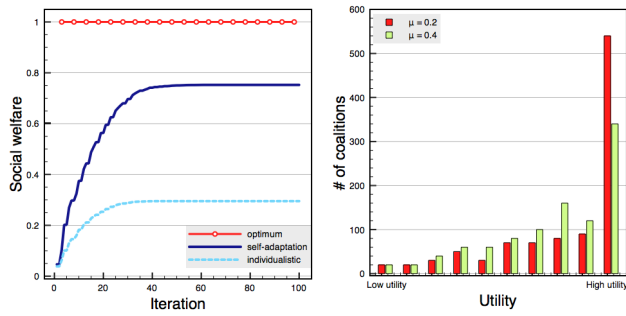 1
0.8
0.6
0.4
0.2
0
Social welfare
optimum
self-adaptation
individualistic
0 20 40 60 80 100
Iteration
600
500
400
300
200
100
0
# of coalitions
μ = 0.2
μ = 0.4
Low utility High utility
Utility